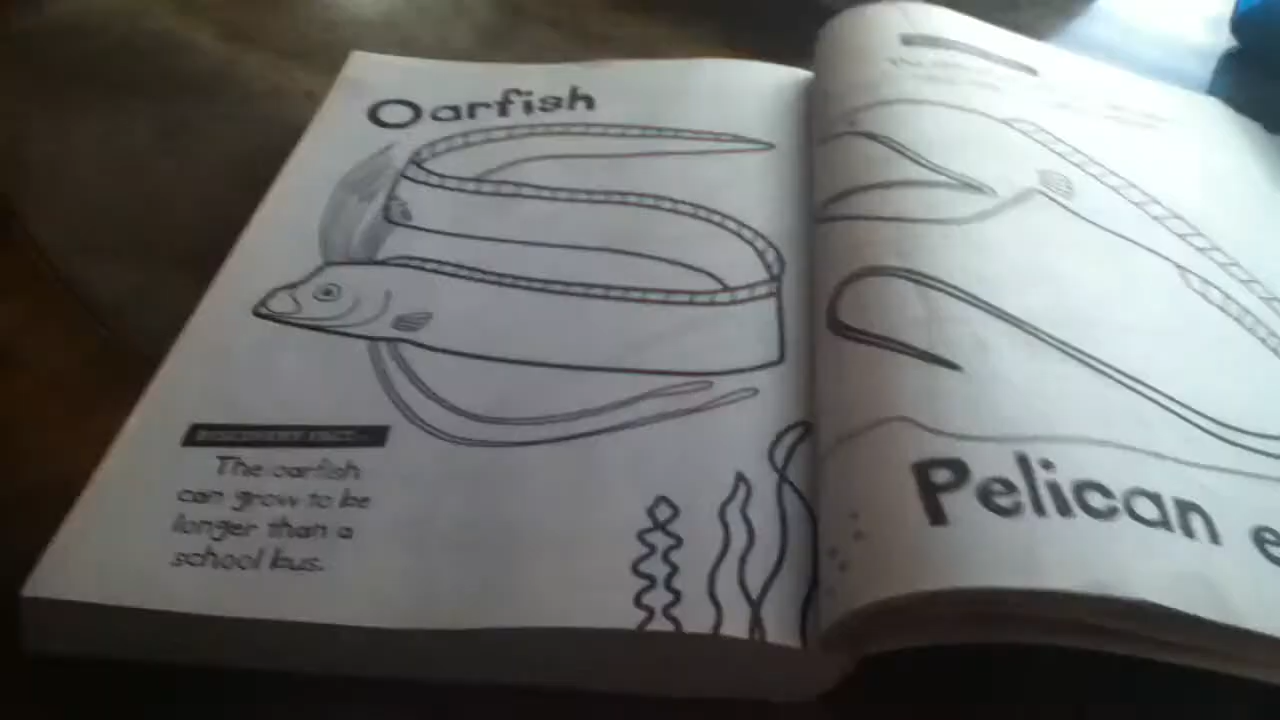 Oarfish
The oarfish
can grow to be
longer than a
school bus.
Pelican e